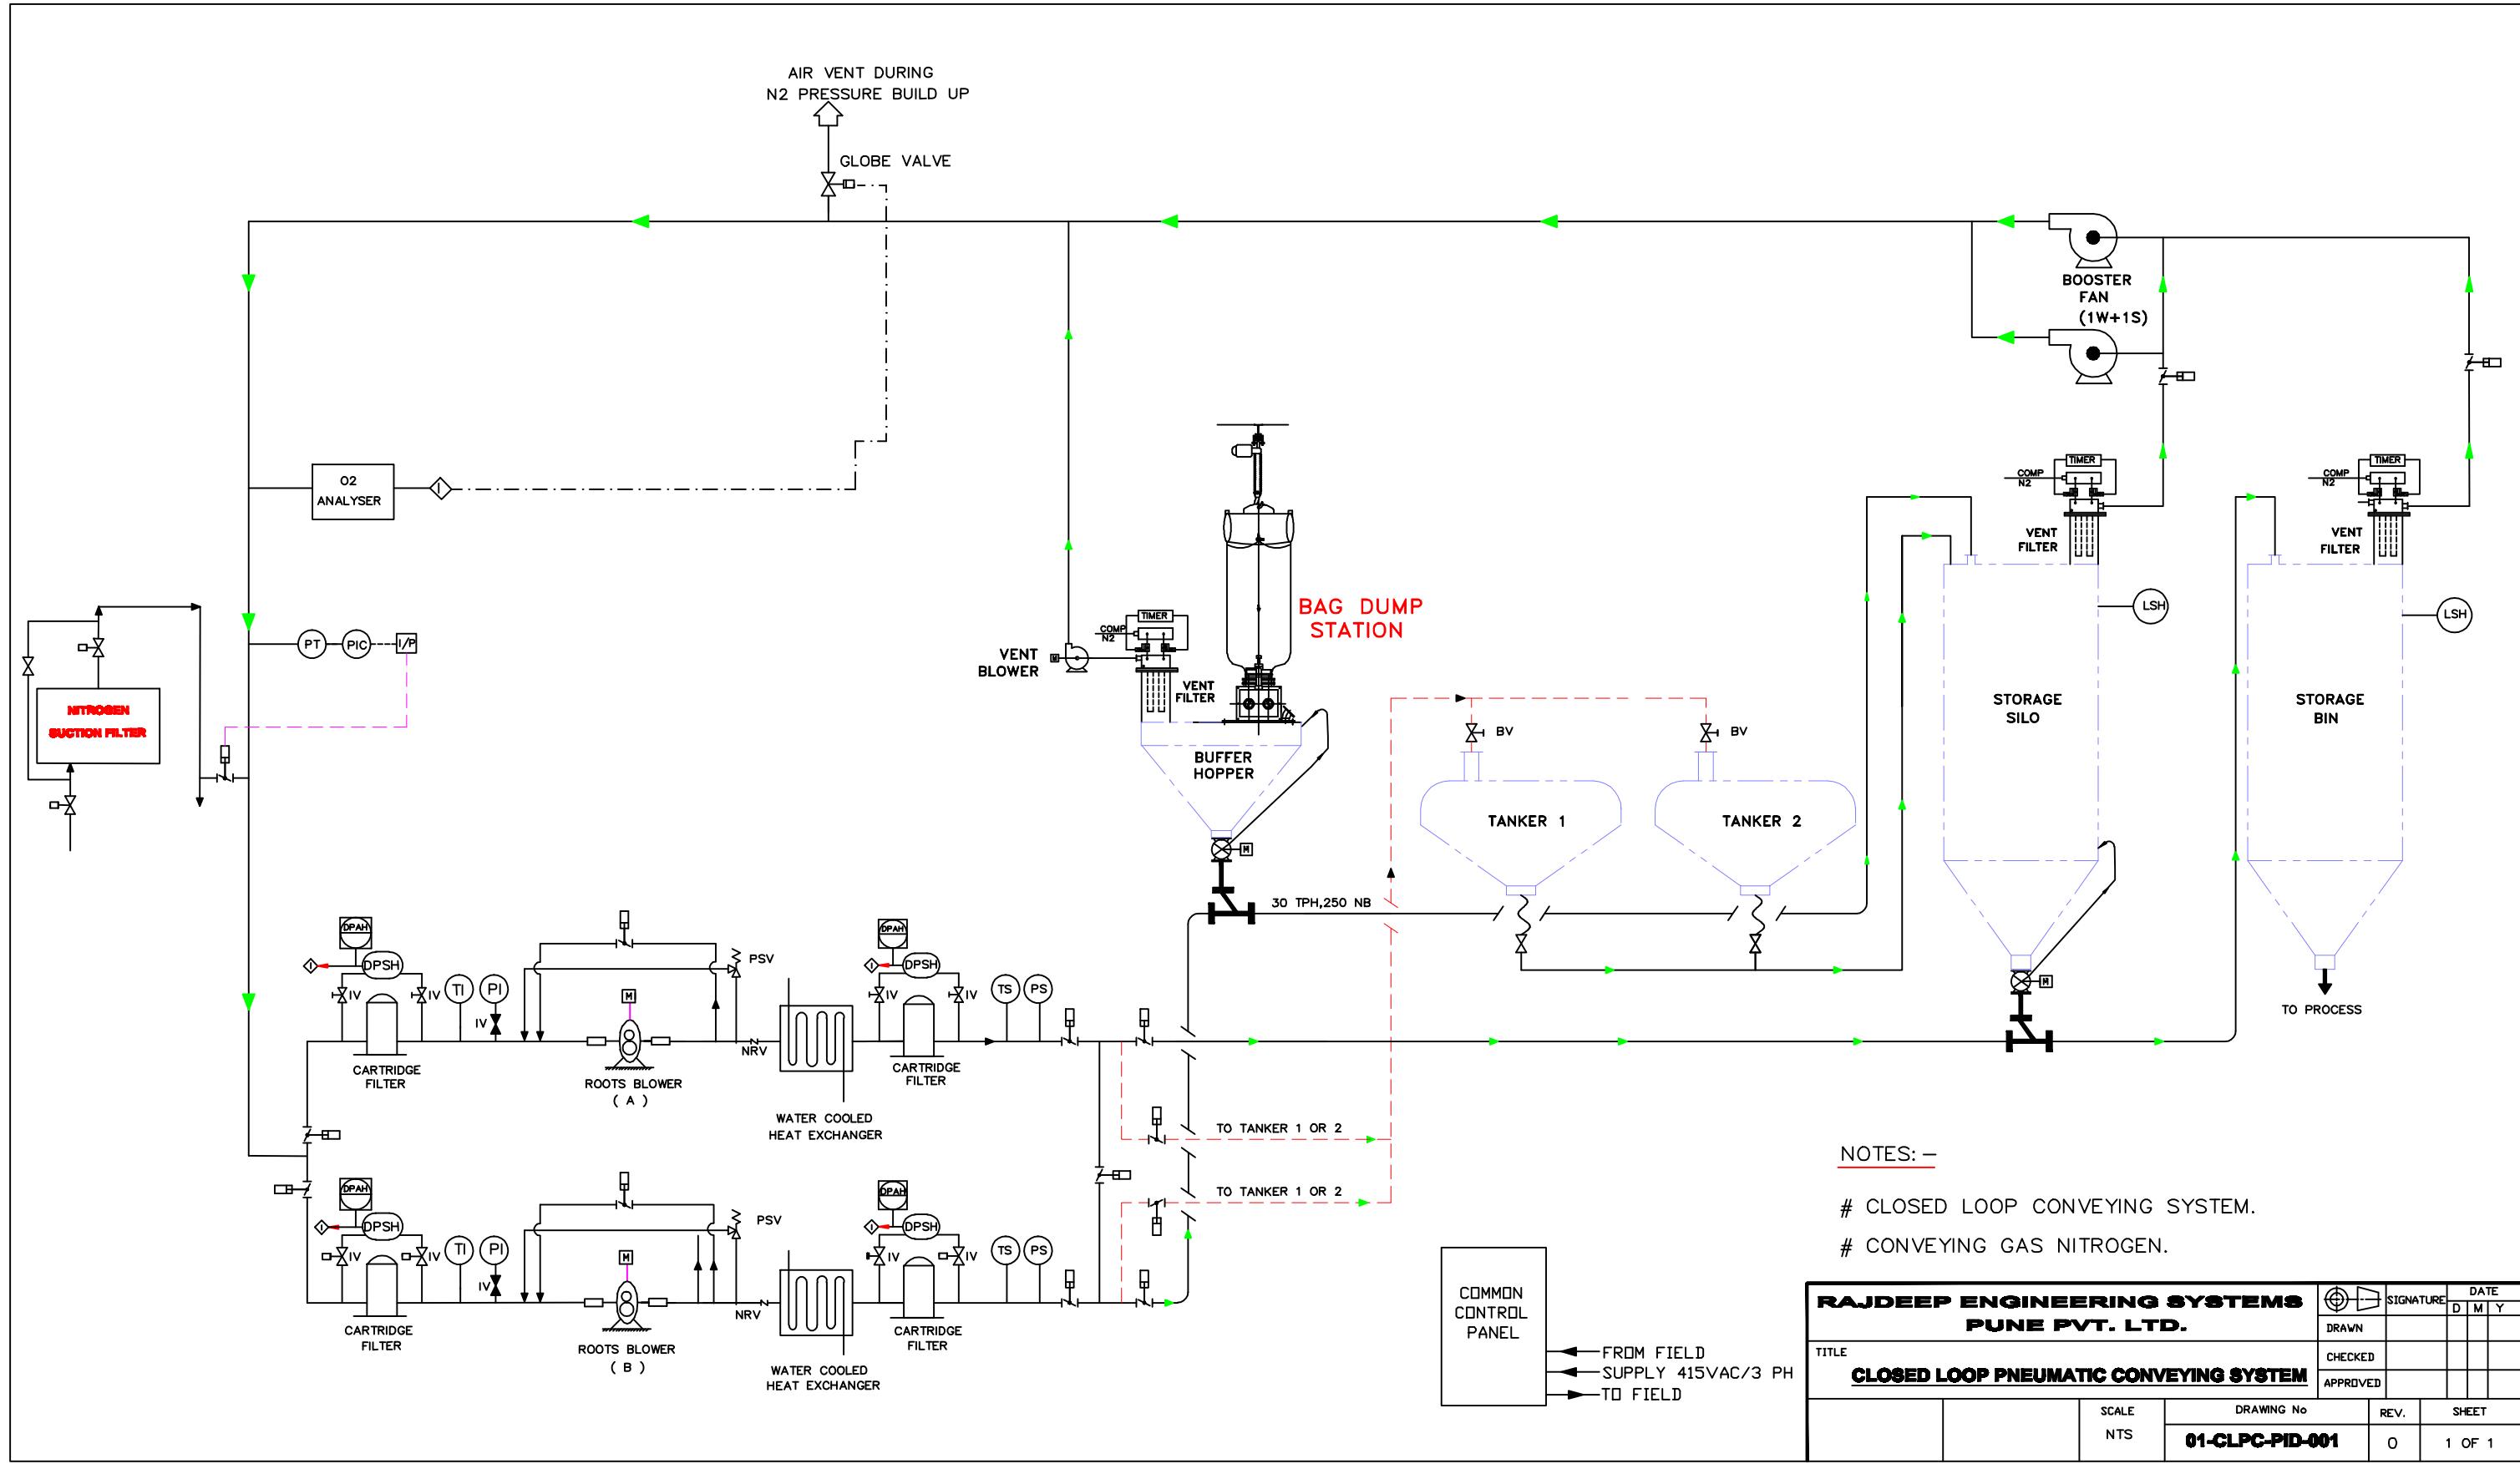 AIR VENT DURING
N2 PRESSURE BUILD UP
GLOBE VALVE
BOOSTER
FAN
(1W+1S)
O2
ANALYSER
I
TIMER
COMP
N2
VENT
FILTER
TIMER
COMP
N2
VENT
FILTER
LSH
LSH
BAG DUMP
STATION
TIMER
COMP
N2
VENT
BLOWER
M
VENT
FILTER
PT
PIC
I/P
NITROGEN
SUCTION FILTER
BUFFER
HOPPER
M
BV
BV
TANKER 1
TANKER 2
STORAGE
SILO
STORAGE
BIN
M
TO PROCESS
30 TPH,250 NB
DPAH
I
DPSH
IV
IV
TI
PI
IV
M
PSV
NRV
DPAH
I
DPSH
IV
IV
TS
PS
CARTRIDGE
FILTER
ROOTS BLOWER
( A )
WATER COOLED
HEAT EXCHANGER
CARTRIDGE
FILTER
TO TANKER 1 OR 2
TO TANKER 1 OR 2
DPAH
I
DPSH
IV
IV
TI
PI
IV
M
PSV
NRV
DPAH
I
DPSH
IV
IV
TS
PS
CARTRIDGE
FILTER
ROOTS BLOWER
( B )
WATER COOLED
HEAT EXCHANGER
CARTRIDGE
FILTER
COMMON
CONTROL
PANEL
FROM FIELD
SUPPLY 415VAC/3 PH
TO FIELD
NOTES: –
# CLOSED LOOP CONVEYING SYSTEM.
# CONVEYING GAS NITROGEN.
RAJDEEP ENGINEERING SYSTEMS
PUNE PVT. LTD.
SIGNATURE
DATE
D M Y
DRAWN
CHECKED
APPROVED
TITLE
CLOSED LOOP PNEUMATIC CONVEYING SYSTEM
SCALE
NTS
DRAWING No
01-CLPC-PID-001
REV.
0
SHEET
1 OF 1